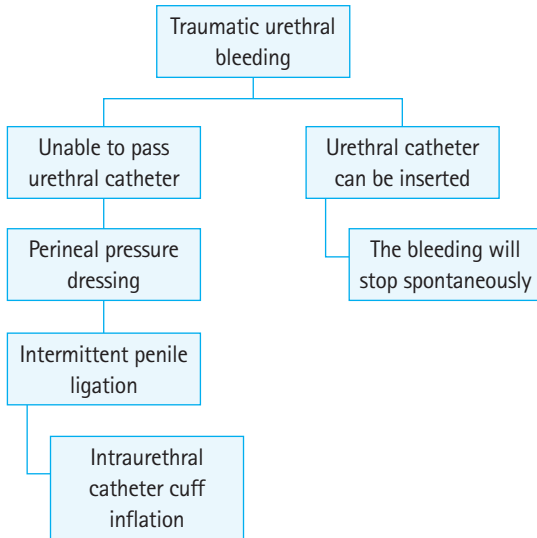 Traumatic urethral
bleeding
Unable to pass
urethral catheter
Urethral catheter
can be inserted
Perineal pressure
dressing
The bleeding will
stop spontaneously
Intermittent penile
ligation
Intraurethral
catheter cuff
inflation